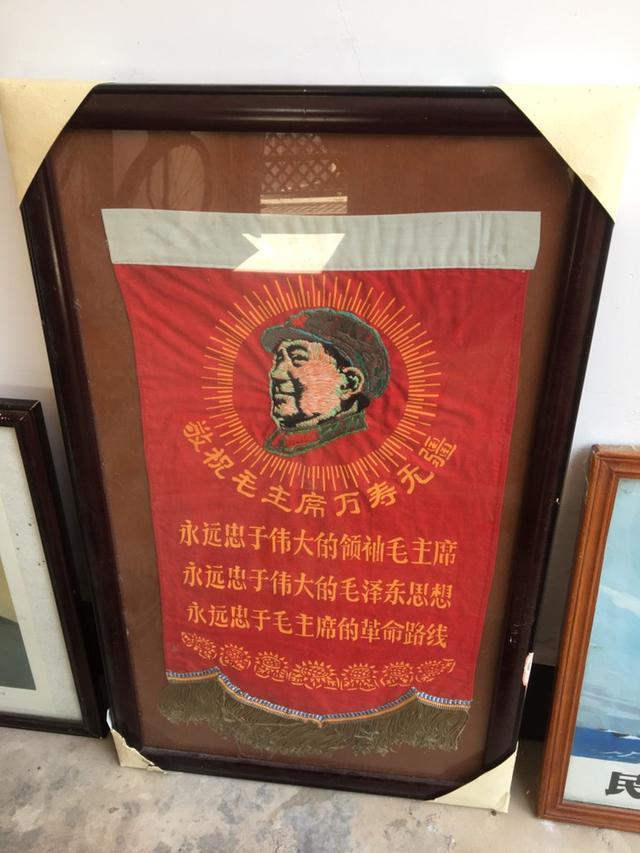 敬祝毛主席万寿无疆
永远忠于伟大的领袖毛主席
永远忠于伟大的毛泽东思想
永远忠于毛主席的革命路线
民